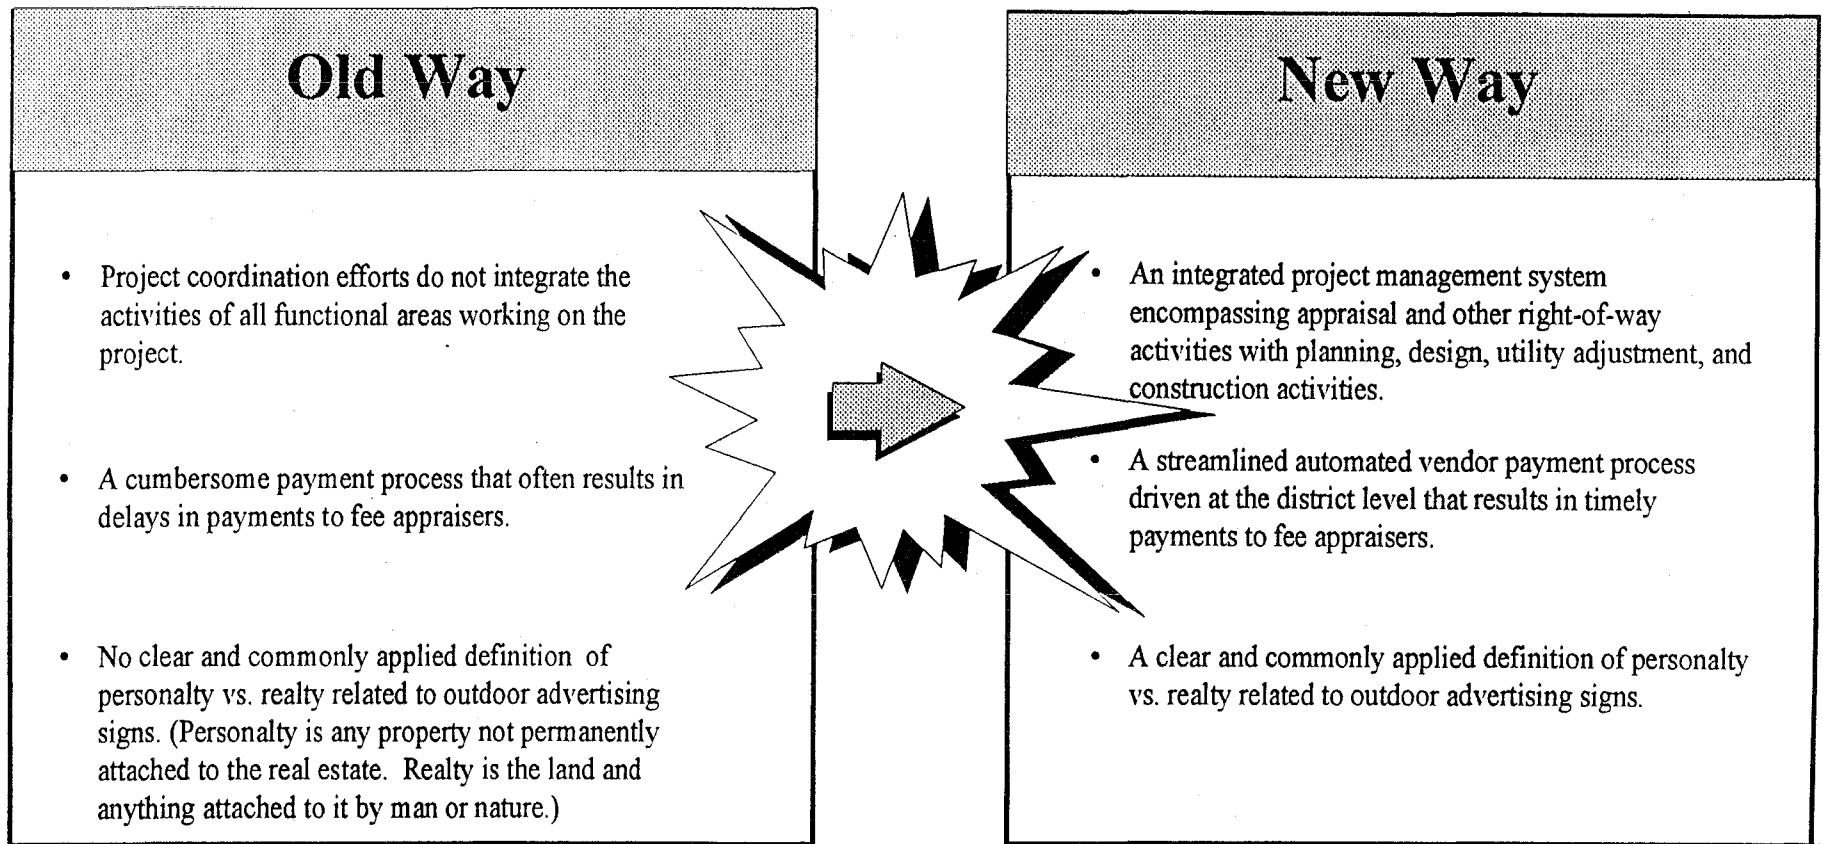 Old Way
• Project coordination efforts do not integrate the
activities of all functional areas working on the
project.
• A cumbersome payment process that often results in
delays in payments to fee appraisers.
• No clear and commonly applied definition of
personalty vs. realty related to outdoor advertising
signs. (Personalty is any property not permanently
attached to the real estate. Realty is the land and
anything attached to it by man or nature.)
New Way
• An integrated project management system
encompassing appraisal and other right-of-way
activities with planning, design, utility adjustment, and
construction activities.
• A streamlined automated vendor payment process
driven at the district level that results in timely
payments to fee appraisers.
• A clear and commonly applied definition of personalty
vs. realty related to outdoor advertising signs.